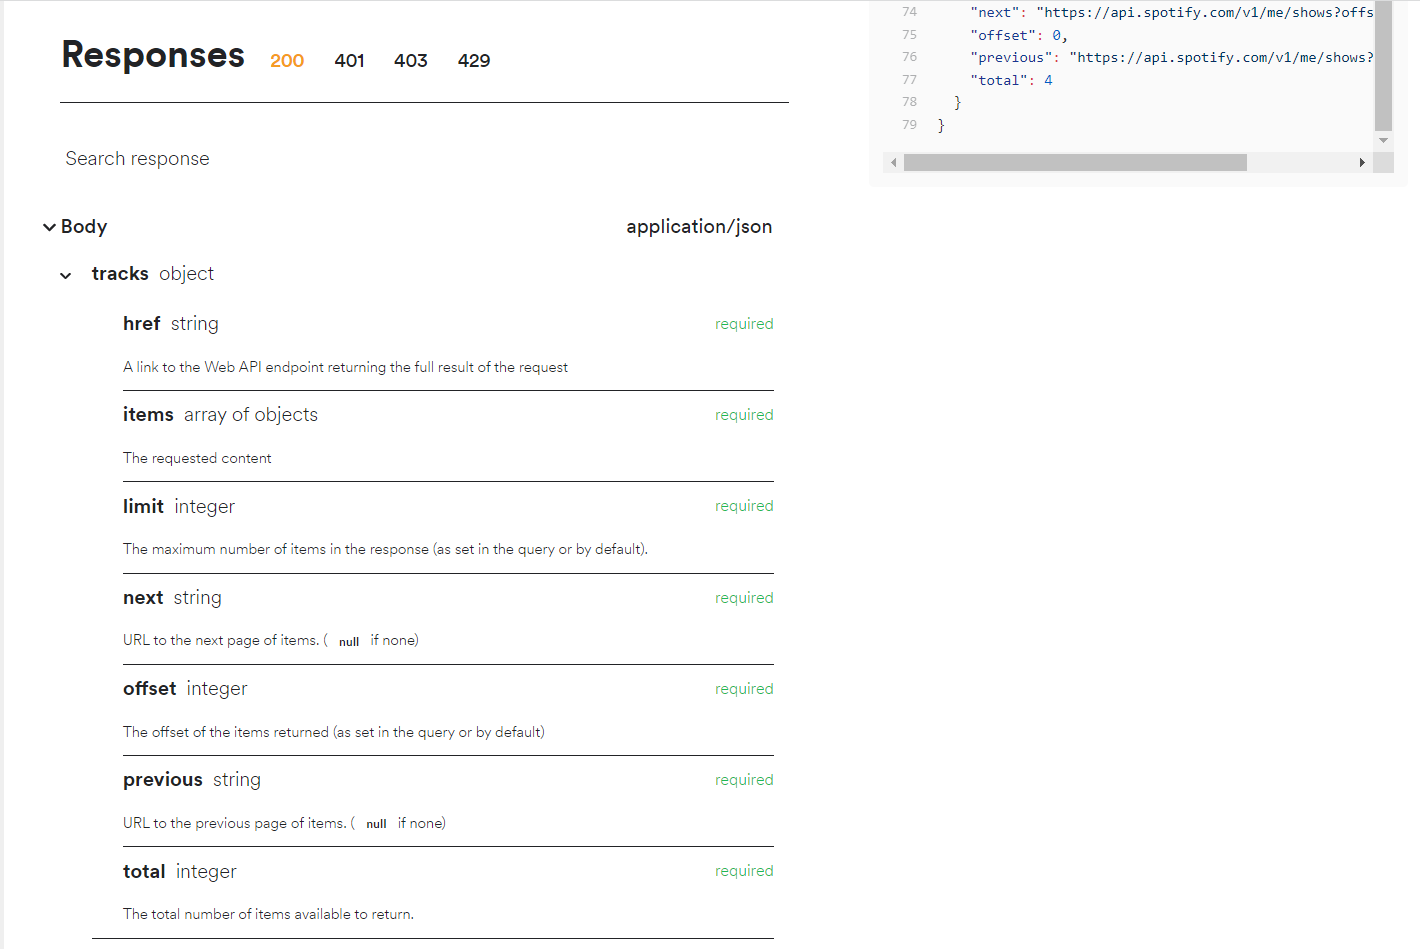 Responses 200 401 403 429
Search response
Body application/json
tracks object
href string required
A link to the Web API endpoint returning the full result of the request
items array of objects required
The requested content
limit integer required
The maximum number of items in the response (as set in the query or by default).
next string required
URL to the next page of items. ( null if none)
offset integer required
The offset of the items returned (as set in the query or by default)
previous string required
URL to the previous page of items. ( null if none)
total integer required
The total number of items available to return.
74 "next": "https://api.spotify.com/v1/me/shows?offs
75 "offset": 0,
76 "previous": "https://api.spotify.com/v1/me/shows?
77 "total": 4
78 }
79 }